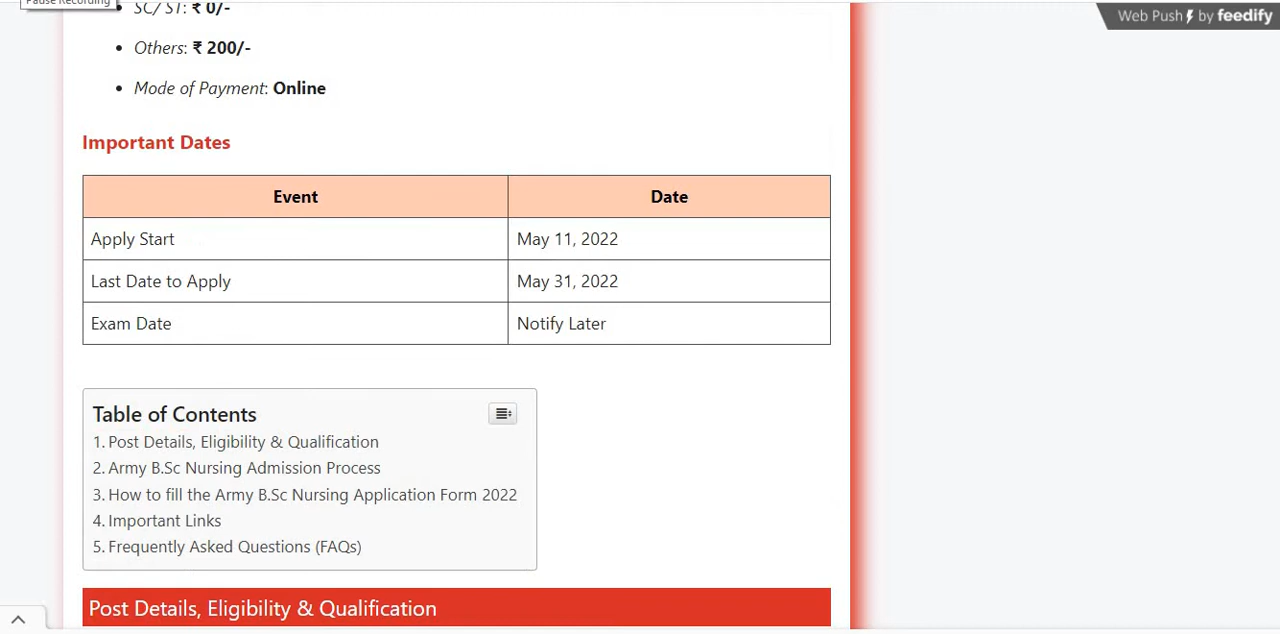 Pause Recording
Web Push by feedify
SC/ ST: ₹ 0/-
Others: ₹ 200/-
Mode of Payment: Online
Important Dates
Event Date
Apply Start May 11, 2022
Last Date to Apply May 31, 2022
Exam Date Notify Later
Table of Contents
1. Post Details, Eligibility & Qualification
2. Army B.Sc Nursing Admission Process
3. How to fill the Army B.Sc Nursing Application Form 2022
4. Important Links
5. Frequently Asked Questions (FAQs)
Post Details, Eligibility & Qualification